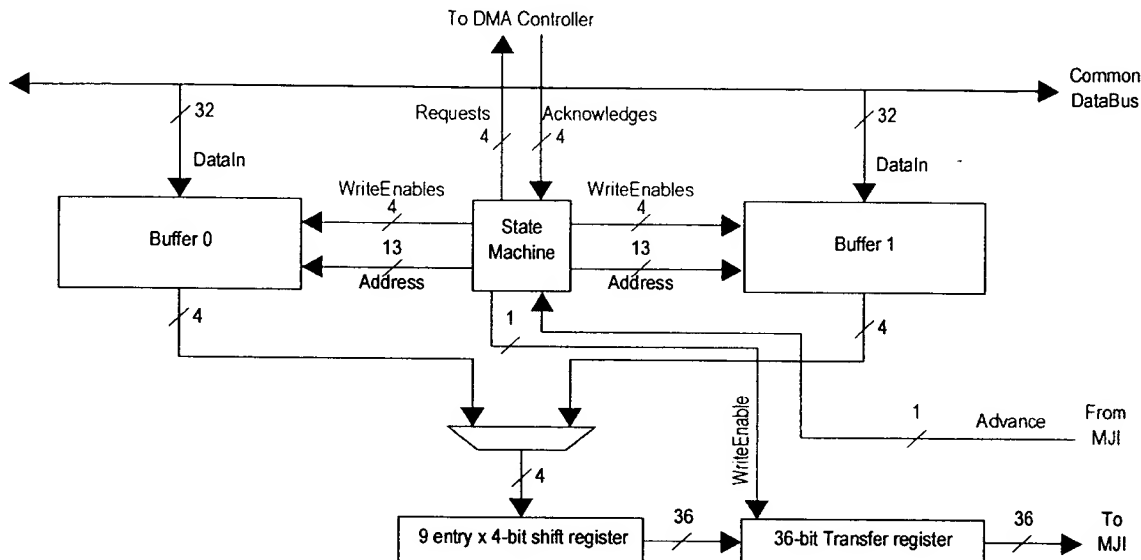 To DMA Controller
Common
DataBus
32
Requests
Acknowledges
32
4
4
DataIn
DataIn
WriteEnables
WriteEnables
4
4
State
Machine
Buffer 0
Buffer 1
13
13
Address
Address
4
1
4
WriteEnable
1
Advance
From
MJI
4
9 entry x 4-bit shift register
36
36-bit Transfer register
36
To
MJI